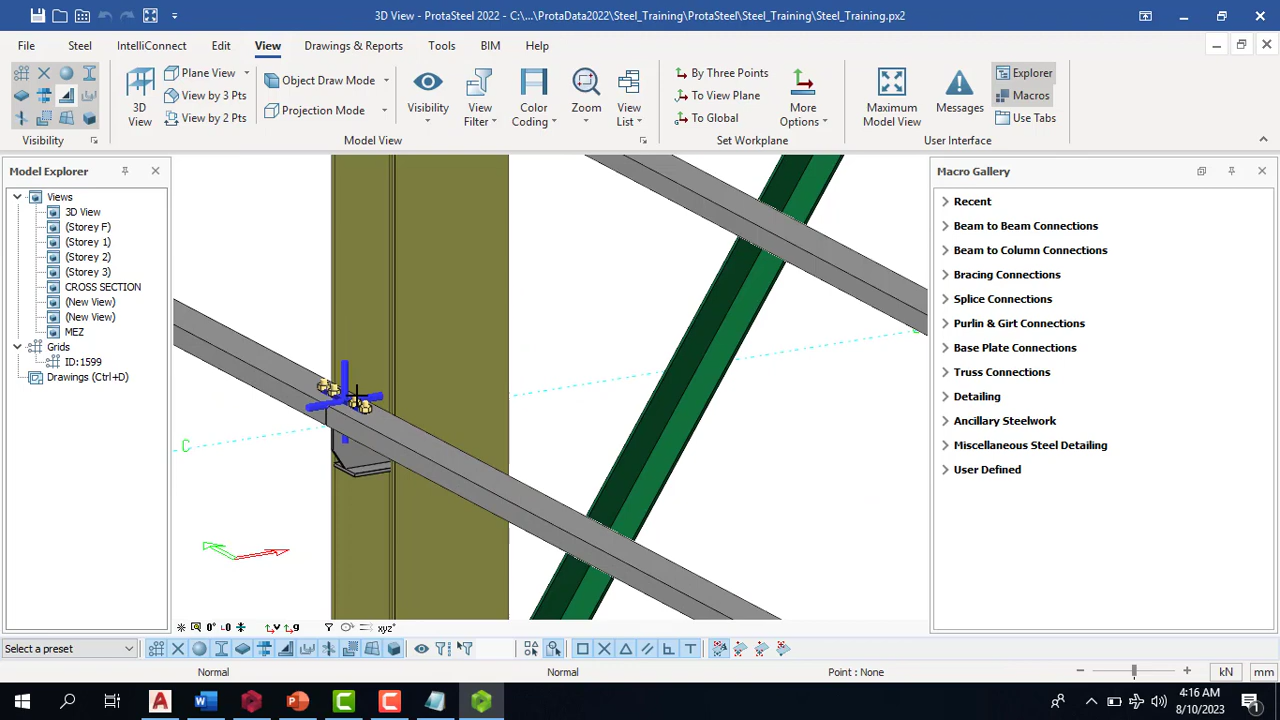 3D View - ProtaSteel 2022 - C:\...\ProtaData2022\Steel_Training\ProtaSteel\Steel_Training\Steel_Training.px2
File Steel IntelliConnect Edit View Drawings & Reports Tools BIM Help
3D View
Plane View
View by 3 Pts
View by 2 Pts
Object Draw Mode
Projection Mode
Visibility
View Filter
Color Coding
Zoom
View List
By Three Points
To View Plane
To Global
More Options
Maximum Model View
Messages
Explorer
Macros
Use Tabs
Visibility Model View Set Workplane User Interface
Model Explorer
Views
3D View
(Storey F)
(Storey 1)
(Storey 2)
(Storey 3)
CROSS SECTION
(New View)
(New View)
MEZ
Grids
ID:1599
Drawings (Ctrl+D)
C
Macro Gallery
Recent
Beam to Beam Connections
Beam to Column Connections
Bracing Connections
Splice Connections
Purlin & Girt Connections
Base Plate Connections
Truss Connections
Detailing
Ancillary Steelwork
Miscellaneous Steel Detailing
User Defined
xyz*
Select a preset
Normal Normal Point : None kN mm
4:16 AM
8/10/2023